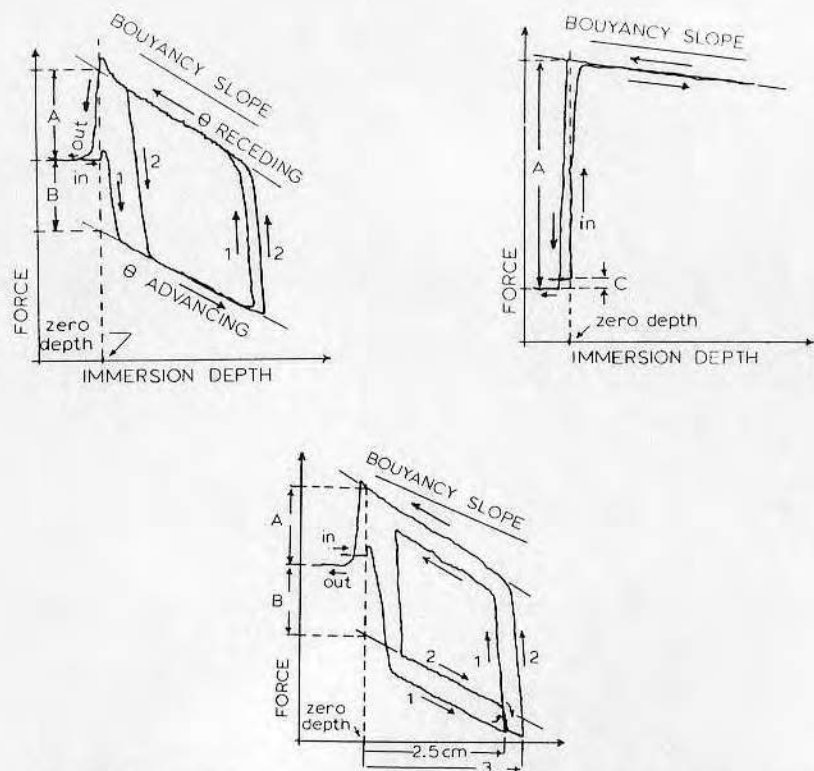 BOUYANCY SLOPE
θ RECEDING
A
out
in
B
1
2
1
2
θ ADVANCING
FORCE
zero
depth
IMMERSION DEPTH
BOUYANCY SLOPE
A
in
C
FORCE
zero depth
IMMERSION DEPTH
BOUYANCY SLOPE
A
in
out
B
1
2
2
1
FORCE
zero
depth
2.5cm
3